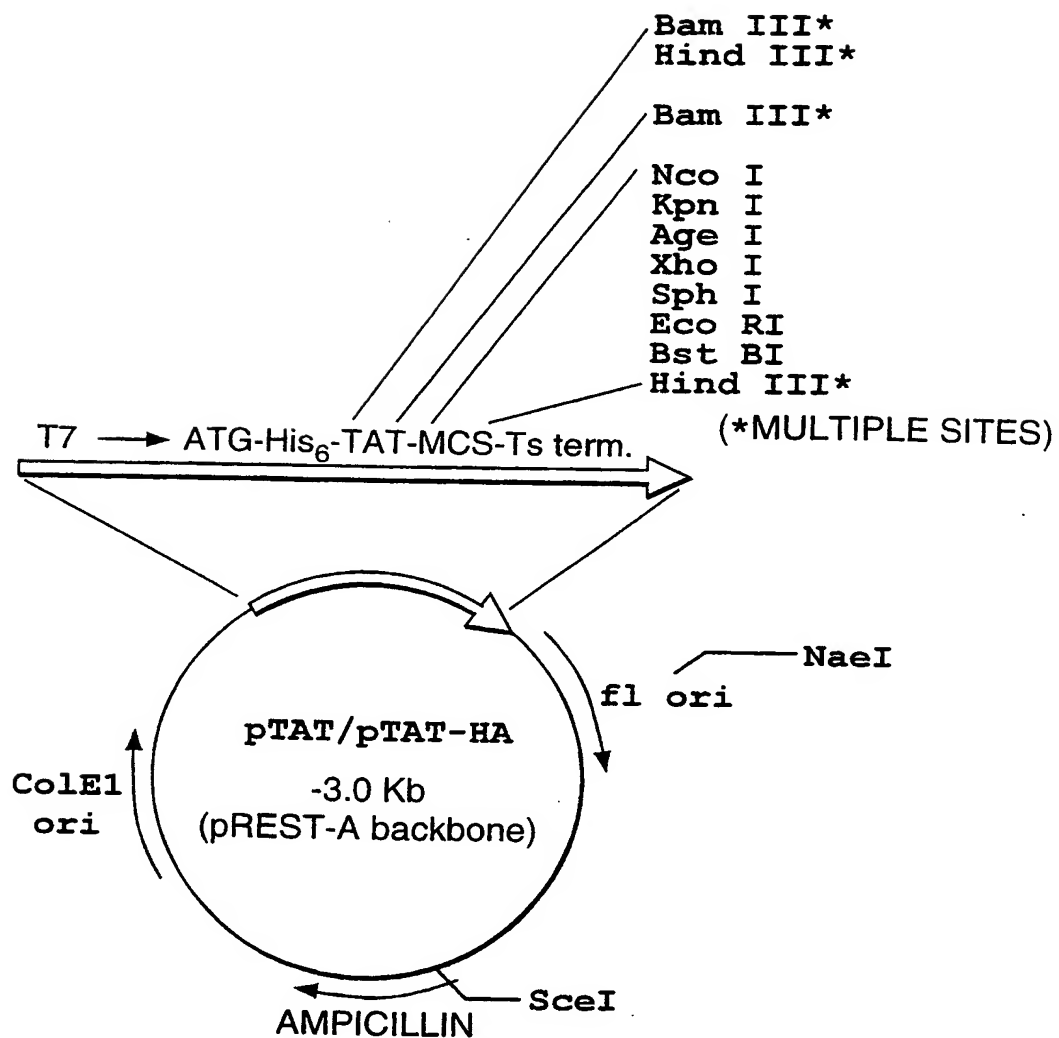 Bam III*
Hind III*
Bam III*
Nco I
Kpn I
Age I
Xho I
Sph I
Eco RI
Bst BI
Hind III*
(*MULTIPLE SITES)
T7 → ATG-His6-TAT-MCS-Ts term.
NaeI
fl ori
pTAT/pTAT-HA
-3.0 Kb
(pREST-A backbone)
ColE1
ori
SceI
AMPICILLIN